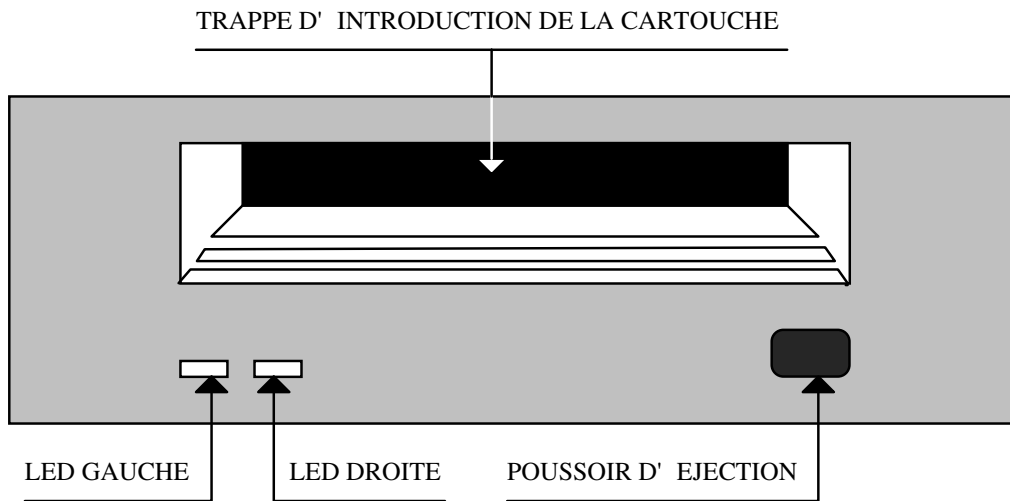 TRAPPE D' INTRODUCTION DE LA CARTOUCHE
LED GAUCHE LED DROITE POUSSOIR D' EJECTION